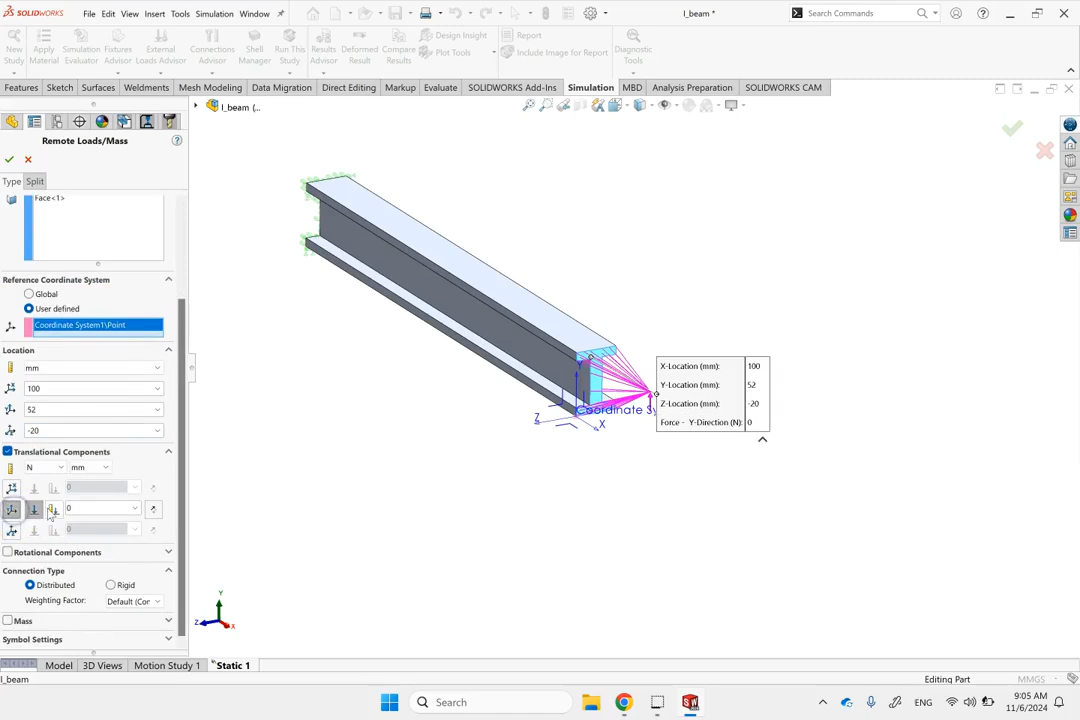 SOLIDWORKS File Edit View Insert Tools Simulation Window I_beam * Search Commands
New Study Apply Material Simulation Evaluator Fixtures Advisor External Loads Advisor Connections Advisor Shell Manager Run This Study Results Advisor Deformed Result Compare Results Design Insight Plot Tools Report Include Image for Report Diagnostic Tools
Features Sketch Surfaces Weldments Mesh Modeling Data Migration Direct Editing Markup Evaluate SOLIDWORKS Add-Ins Simulation MBD Analysis Preparation SOLIDWORKS CAM
I_beam (...
Remote Loads/Mass
Type Split
Face<1>
Reference Coordinate System
Global
User defined
Coordinate System1\Point
Location
mm
100
52
-20
Translational Components
N mm
0
0
0
Rotational Components
Connection Type
Distributed Rigid
Weighting Factor: Default (Cor
Mass
Symbol Settings
X-Location (mm): 100
Y-Location (mm): 52
Z-Location (mm): -20
Force - Y-Direction (N): 0
Y
Coordinate Sy
Z
X
Y
Z
X
Model 3D Views Motion Study 1 Static 1
I_beam Editing Part MMGS
Search ENG 9:05 AM
11/6/2024